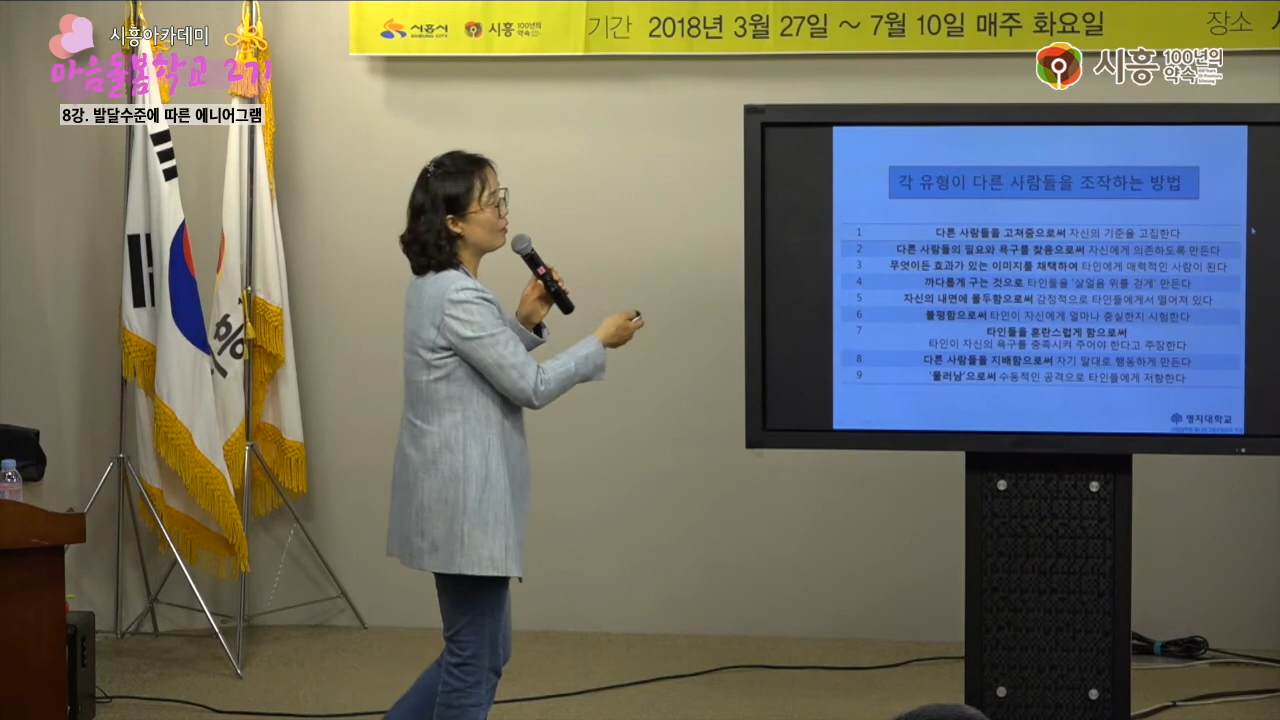 시흥아카데미
마음돌봄학교 2기
8강. 발달수준에 따른 에니어그램
시흥시
SIHEUNG CITY
시흥 100년의 약속
기간 2018년 3월 27일 ~ 7월 10일 매주 화요일
장소
시흥 100년의 약속
각 유형이 다른 사람들을 조작하는 방법
1 다른 사람들을 고쳐줌으로써 자신의 기준을 고집한다
2 다른 사람들의 필요와 욕구를 찾음으로써 자신에게 의존하도록 만든다
3 무엇이든 효과가 있는 이미지를 채택하여 타인에게 매력적인 사람이 된다
4 까다롭게 구는 것으로 타인들을 '살얼음 위를 걷게' 만든다
5 자신의 내면에 몰두함으로써 감정적으로 타인들에게서 떨어져 있다
6 불평함으로써 타인이 자신에게 얼마나 충실한지 시험한다
7 타인들을 혼란스럽게 함으로써
타인이 자신의 욕구를 충족시켜 주어야 한다고 주장한다
8 다른 사람들을 지배함으로써 자기 말대로 행동하게 만든다
9 '물러남'으로써 수동적인 공격으로 타인들에게 저항한다
명지대학교